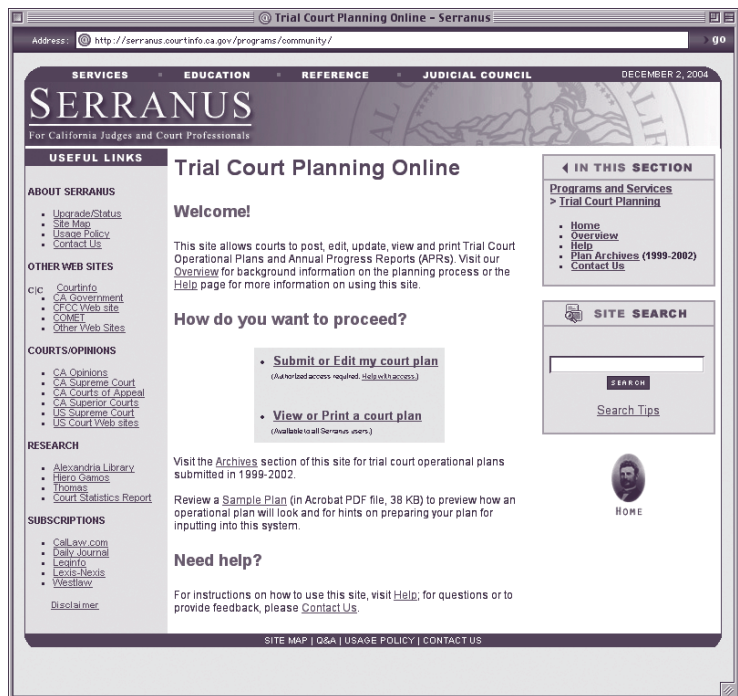 Trial Court Planning Online – Serranus
Address: http://serranus.courtinfo.ca.gov/programs/community/ go
SERVICES EDUCATION REFERENCE JUDICIAL COUNCIL DECEMBER 2, 2004
SERRANUS
For California Judges and Court Professionals
USEFUL LINKS
ABOUT SERRANUS
Upgrade/Status
Site Map
Usage Policy
Contact Us
OTHER WEB SITES
C|C Courtinfo
CA Government
CFCC Web site
COMET
Other Web Sites
COURTS/OPINIONS
CA Opinions
CA Supreme Court
CA Courts of Appeal
CA Superior Courts
US Supreme Court
US Court Web sites
RESEARCH
Alexandria Library
Hiero Gamos
Thomas
Court Statistics Report
SUBSCRIPTIONS
CalLaw.com
Daily Journal
Leginfo
Lexis-Nexis
Westlaw
Disclaimer
Trial Court Planning Online
Welcome!
This site allows courts to post, edit, update, view and print Trial Court
Operational Plans and Annual Progress Reports (APRs). Visit our
Overview for background information on the planning process or the
Help page for more information on using this site.
How do you want to proceed?
Submit or Edit my court plan
(Authorized access required. Help with access.)
View or Print a court plan
(Available to all Serranus users.)
Visit the Archives section of this site for trial court operational plans
submitted in 1999-2002.
Review a Sample Plan (in Acrobat PDF file, 38 KB) to preview how an
operational plan will look and for hints on preparing your plan for
inputting into this system.
Need help?
For instructions on how to use this site, visit Help; for questions or to
provide feedback, please Contact Us.
IN THIS SECTION
Programs and Services
> Trial Court Planning
Home
Overview
Help
Plan Archives (1999-2002)
Contact Us
SITE SEARCH
SEARCH
Search Tips
HOME
SITE MAP | Q&A | USAGE POLICY | CONTACT US